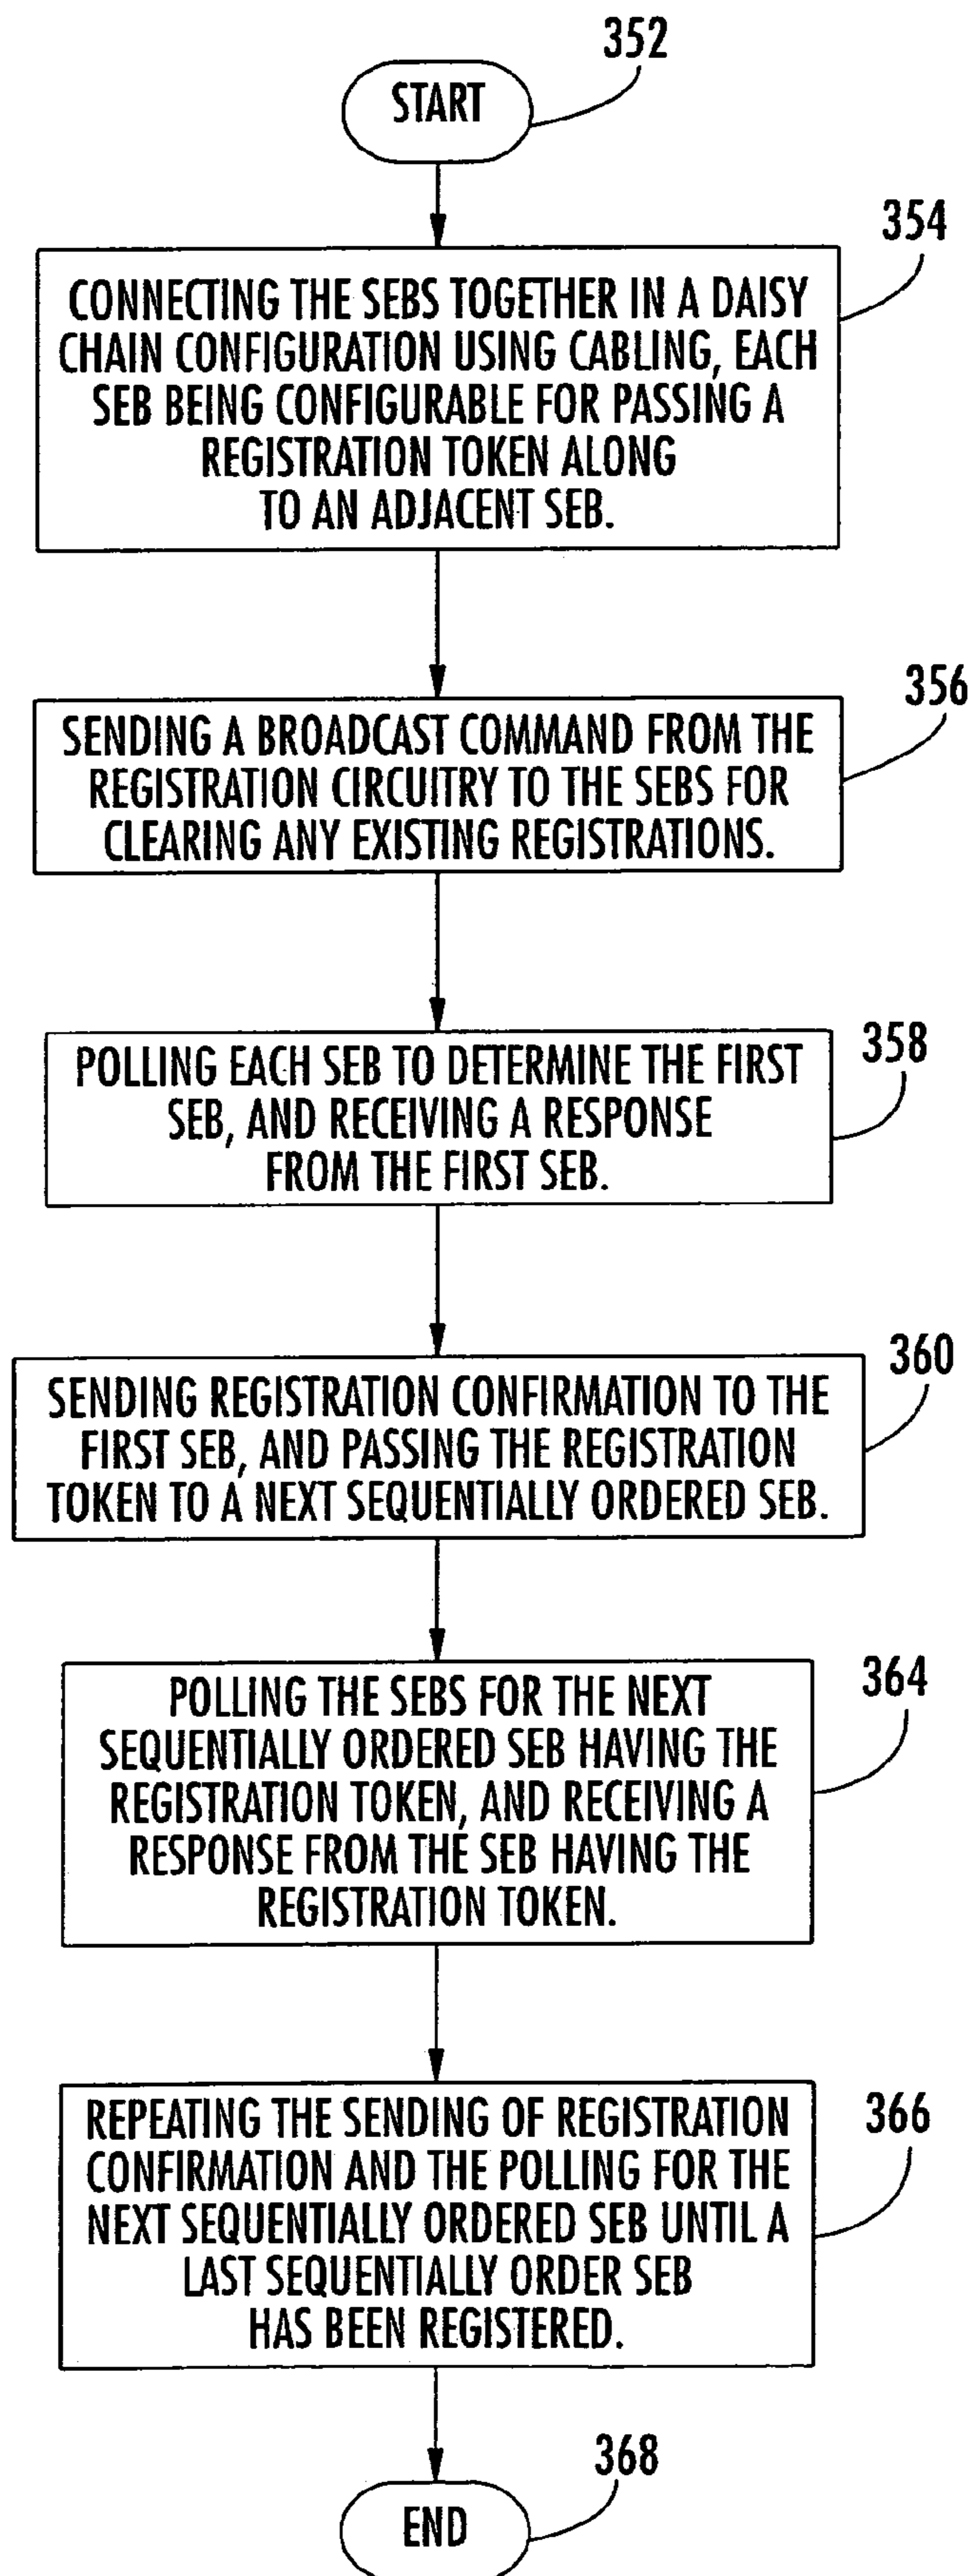 352
START
354
CONNECTING THE SEBS TOGETHER IN A DAISY
CHAIN CONFIGURATION USING CABLING, EACH
SEB BEING CONFIGURABLE FOR PASSING A
REGISTRATION TOKEN ALONG
TO AN ADJACENT SEB.
356
SENDING A BROADCAST COMMAND FROM THE
REGISTRATION CIRCUITRY TO THE SEBS FOR
CLEARING ANY EXISTING REGISTRATIONS.
358
POLLING EACH SEB TO DETERMINE THE FIRST
SEB, AND RECEIVING A RESPONSE
FROM THE FIRST SEB.
360
SENDING REGISTRATION CONFIRMATION TO THE
FIRST SEB, AND PASSING THE REGISTRATION
TOKEN TO A NEXT SEQUENTIALLY ORDERED SEB.
364
POLLING THE SEBS FOR THE NEXT
SEQUENTIALLY ORDERED SEB HAVING THE
REGISTRATION TOKEN, AND RECEIVING A
RESPONSE FROM THE SEB HAVING THE
REGISTRATION TOKEN.
366
REPEATING THE SENDING OF REGISTRATION
CONFIRMATION AND THE POLLING FOR THE
NEXT SEQUENTIALLY ORDERED SEB UNTIL A
LAST SEQUENTIALLY ORDER SEB
HAS BEEN REGISTERED.
368
END